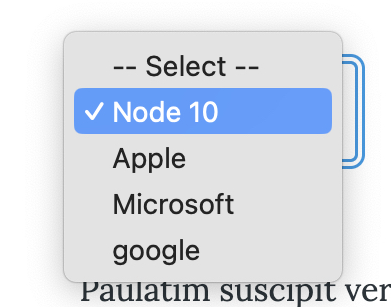 -- Select --
✓ Node 10
Apple
Microsoft
google
Paulatim suscipit ver